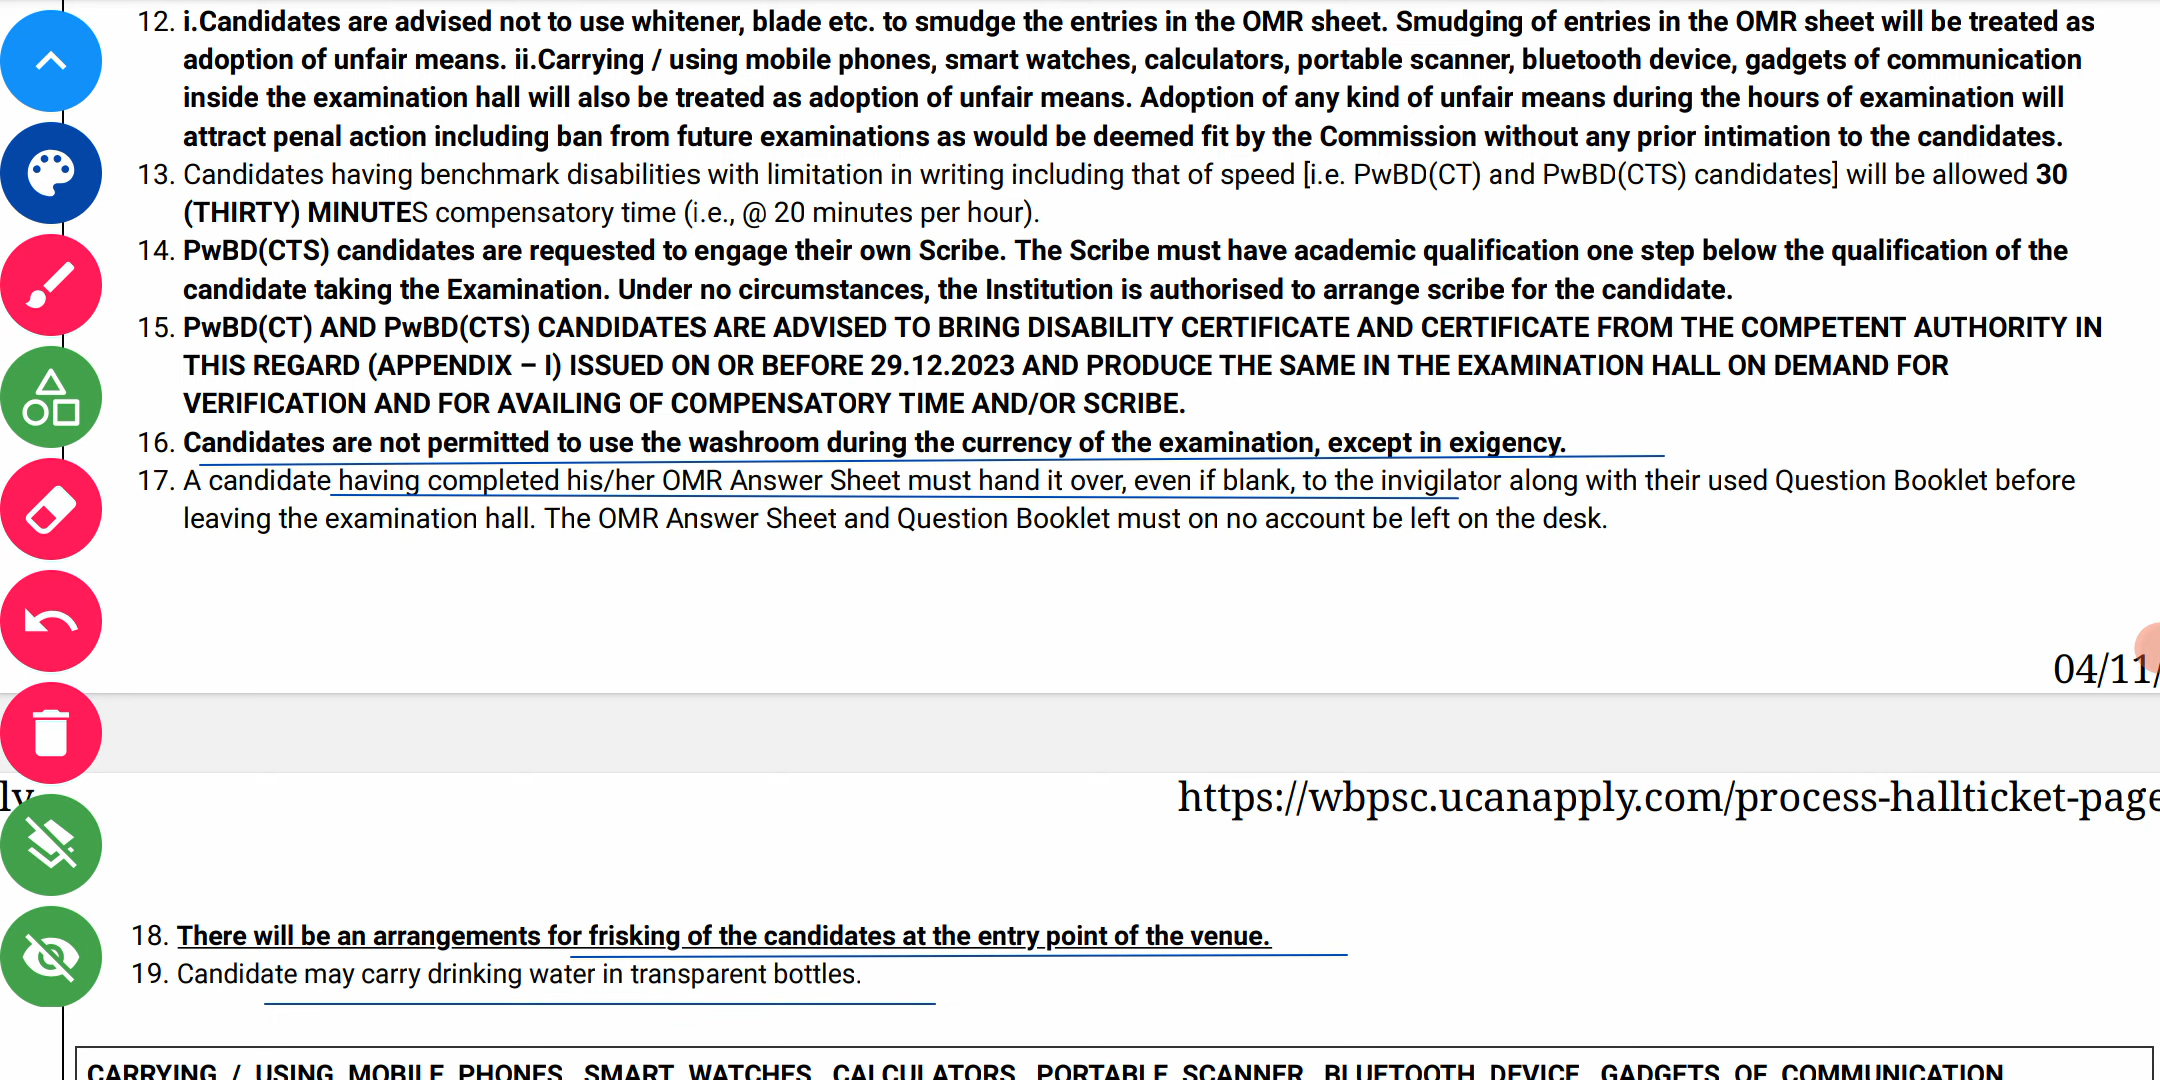 12. i.Candidates are advised not to use whitener, blade etc. to smudge the entries in the OMR sheet. Smudging of entries in the OMR sheet will be treated as
adoption of unfair means. ii.Carrying / using mobile phones, smart watches, calculators, portable scanner, bluetooth device, gadgets of communication
inside the examination hall will also be treated as adoption of unfair means. Adoption of any kind of unfair means during the hours of examination will
attract penal action including ban from future examinations as would be deemed fit by the Commission without any prior intimation to the candidates.
13. Candidates having benchmark disabilities with limitation in writing including that of speed [i.e. PwBD(CT) and PwBD(CTS) candidates] will be allowed 30
(THIRTY) MINUTES compensatory time (i.e., @ 20 minutes per hour).
14. PwBD(CTS) candidates are requested to engage their own Scribe. The Scribe must have academic qualification one step below the qualification of the
candidate taking the Examination. Under no circumstances, the Institution is authorised to arrange scribe for the candidate.
15. PwBD(CT) AND PwBD(CTS) CANDIDATES ARE ADVISED TO BRING DISABILITY CERTIFICATE AND CERTIFICATE FROM THE COMPETENT AUTHORITY IN
THIS REGARD (APPENDIX – I) ISSUED ON OR BEFORE 29.12.2023 AND PRODUCE THE SAME IN THE EXAMINATION HALL ON DEMAND FOR
VERIFICATION AND FOR AVAILING OF COMPENSATORY TIME AND/OR SCRIBE.
16. Candidates are not permitted to use the washroom during the currency of the examination, except in exigency.
17. A candidate having completed his/her OMR Answer Sheet must hand it over, even if blank, to the invigilator along with their used Question Booklet before
leaving the examination hall. The OMR Answer Sheet and Question Booklet must on no account be left on the desk.
04/11/
ly
https://wbpsc.ucanapply.com/process-hallticket-page
18. There will be an arrangements for frisking of the candidates at the entry point of the venue.
19. Candidate may carry drinking water in transparent bottles.
CARRYING / USING MOBILE PHONES, SMART WATCHES, CALCULATORS, PORTABLE SCANNER, BLUETOOTH DEVICE, GADGETS OF COMMUNICATION